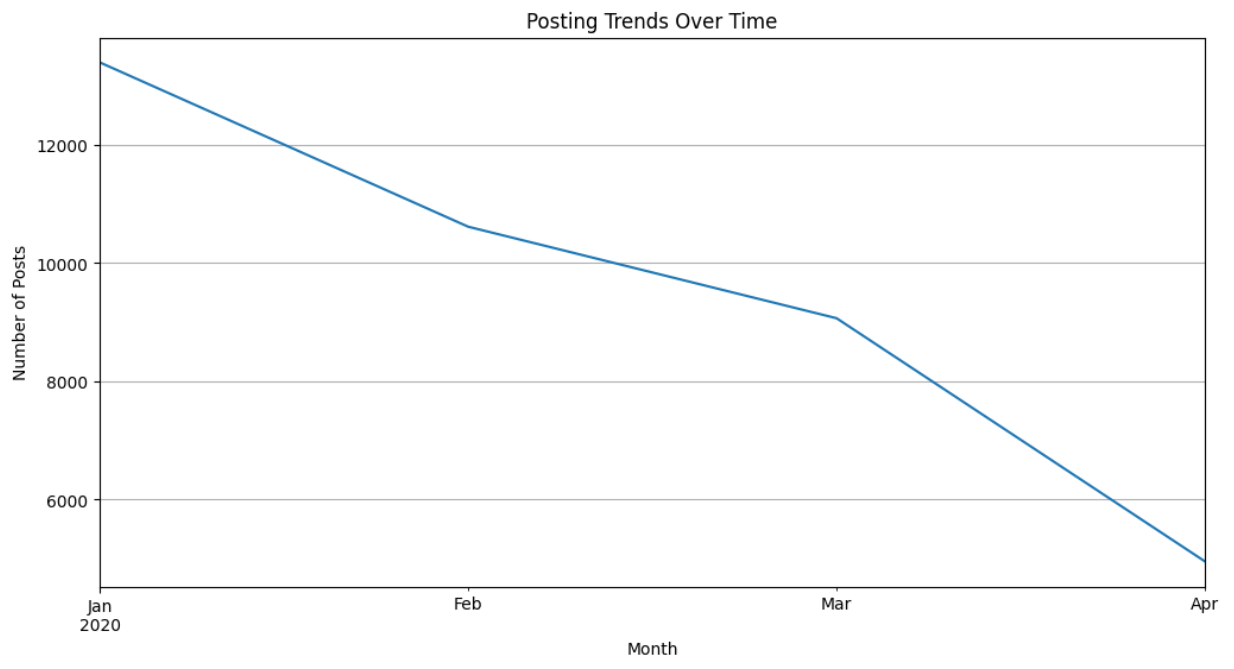 Posting Trends Over Time
12000
10000
8000
6000
Number of Posts
Jan
2020
Feb
Mar
Apr
Month